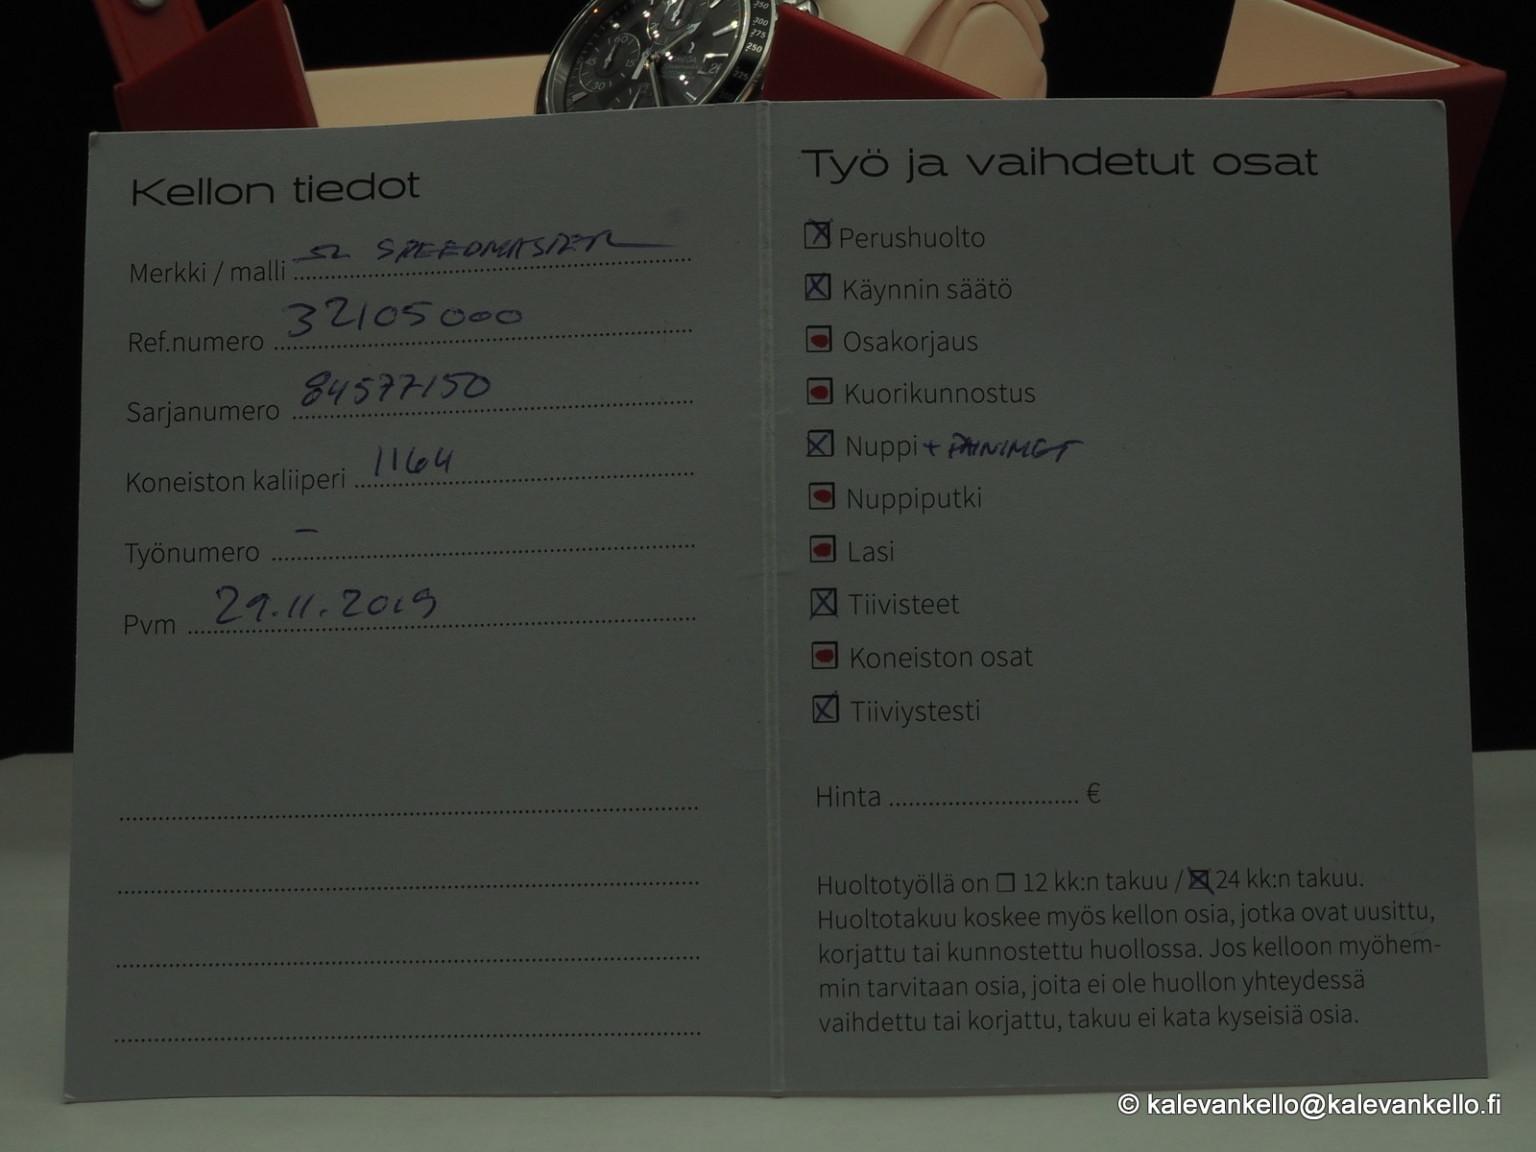 Kellon tiedot
Merkki / malli Ω SPEEDMASTER
Ref.numero 32105000
Sarjanumero 84577150
Koneiston kaliiperi 1164
Työnumero –
Pvm 29.11.2019
Työ ja vaihdetut osat
Perushuolto
Käynnin säätö
Osakorjaus
Kuorikunnostus
Nuppi + PAINIMET
Nuppiputki
Lasi
Tiivisteet
Koneiston osat
Tiiviystesti
Hinta ............................ €
Huoltotyöllä on ☐ 12 kk:n takuu / ☒ 24 kk:n takuu.
Huoltotakuu koskee myös kellon osia, jotka ovat uusittu,
korjattu tai kunnostettu huollossa. Jos kelloon myöhem-
min tarvitaan osia, joita ei ole huollon yhteydessä
vaihdettu tai korjattu, takuu ei kata kyseisiä osia.
© kalevankello@kalevankello.fi